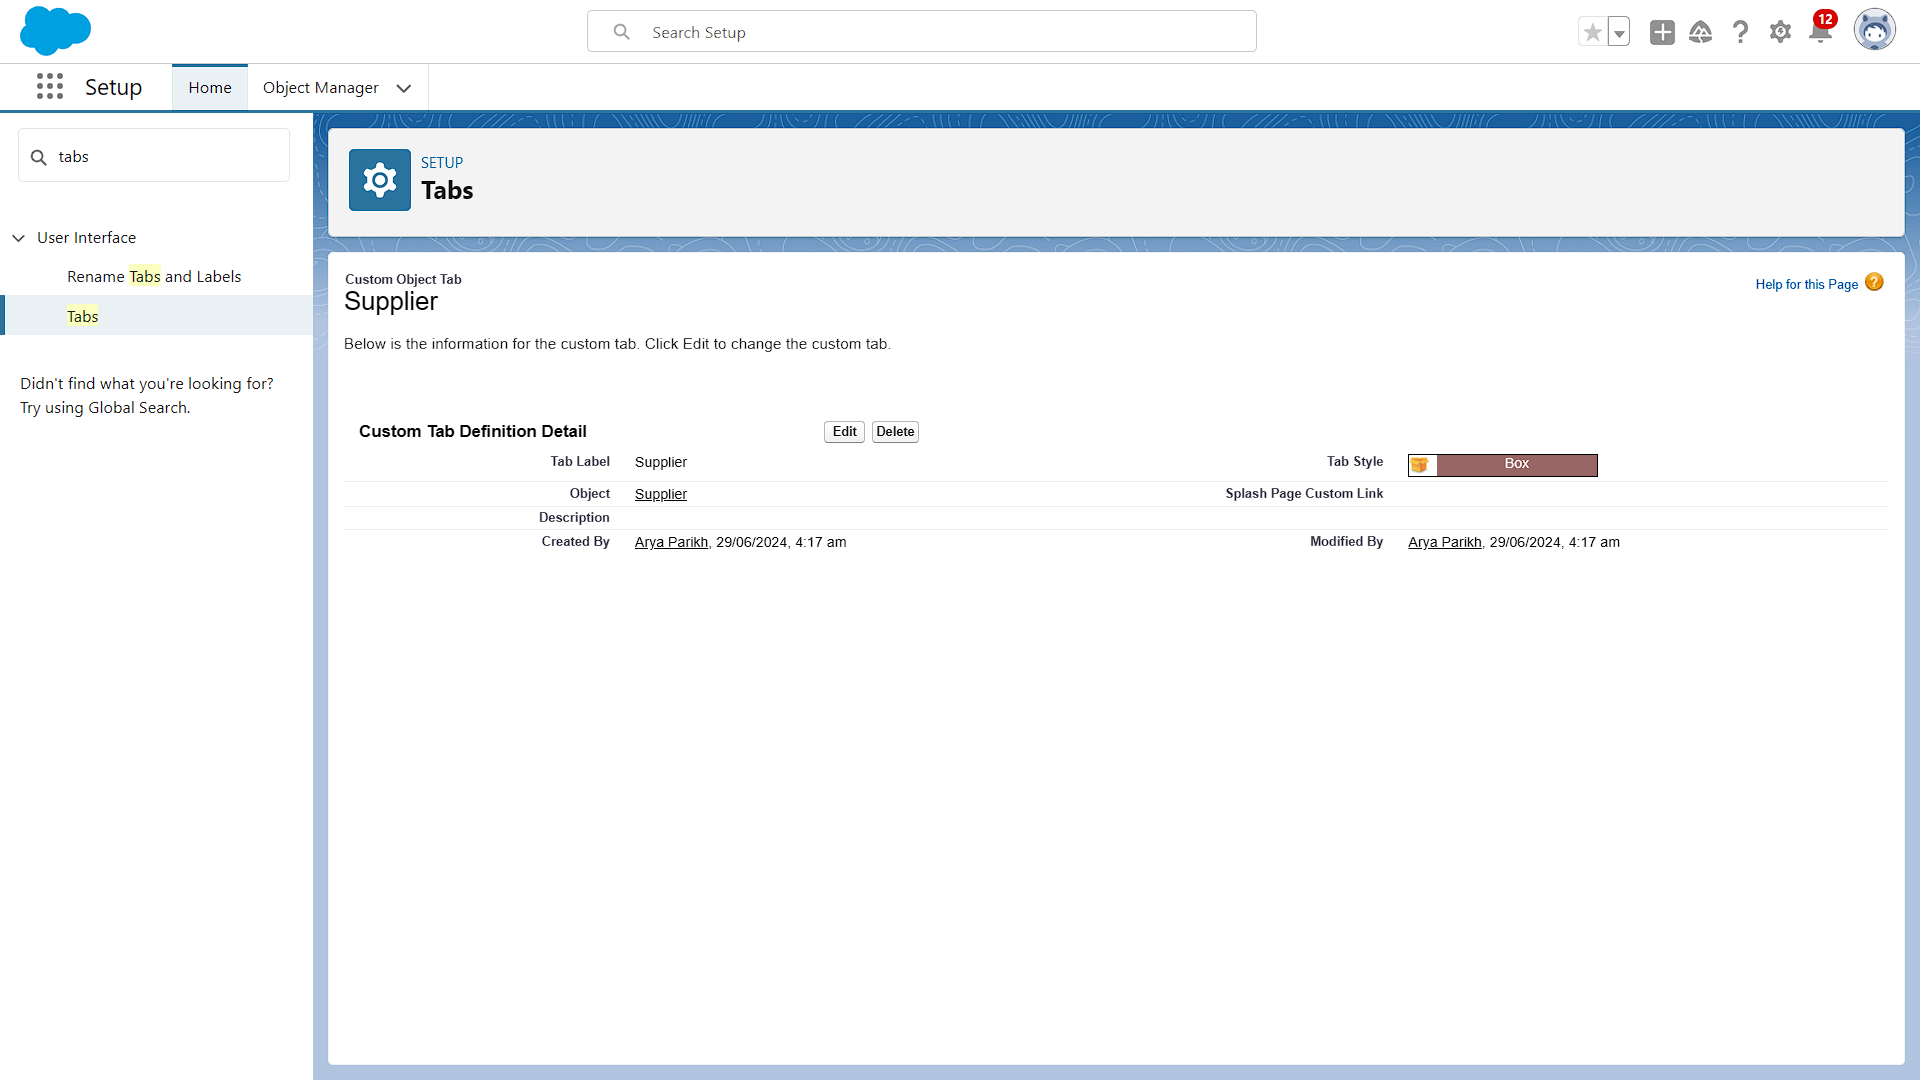 Search Setup
12
Setup
Home
Object Manager
tabs
User Interface
Rename Tabs and Labels
Tabs
Didn't find what you're looking for?
Try using Global Search.
SETUP
Tabs
Custom Object Tab
Supplier
Help for this Page ?
Below is the information for the custom tab. Click Edit to change the custom tab.
Custom Tab Definition Detail
Edit
Delete
Tab Label Supplier
Tab Style Box
Object Supplier
Splash Page Custom Link
Description
Created By Arya Parikh, 29/06/2024, 4:17 am
Modified By Arya Parikh, 29/06/2024, 4:17 am